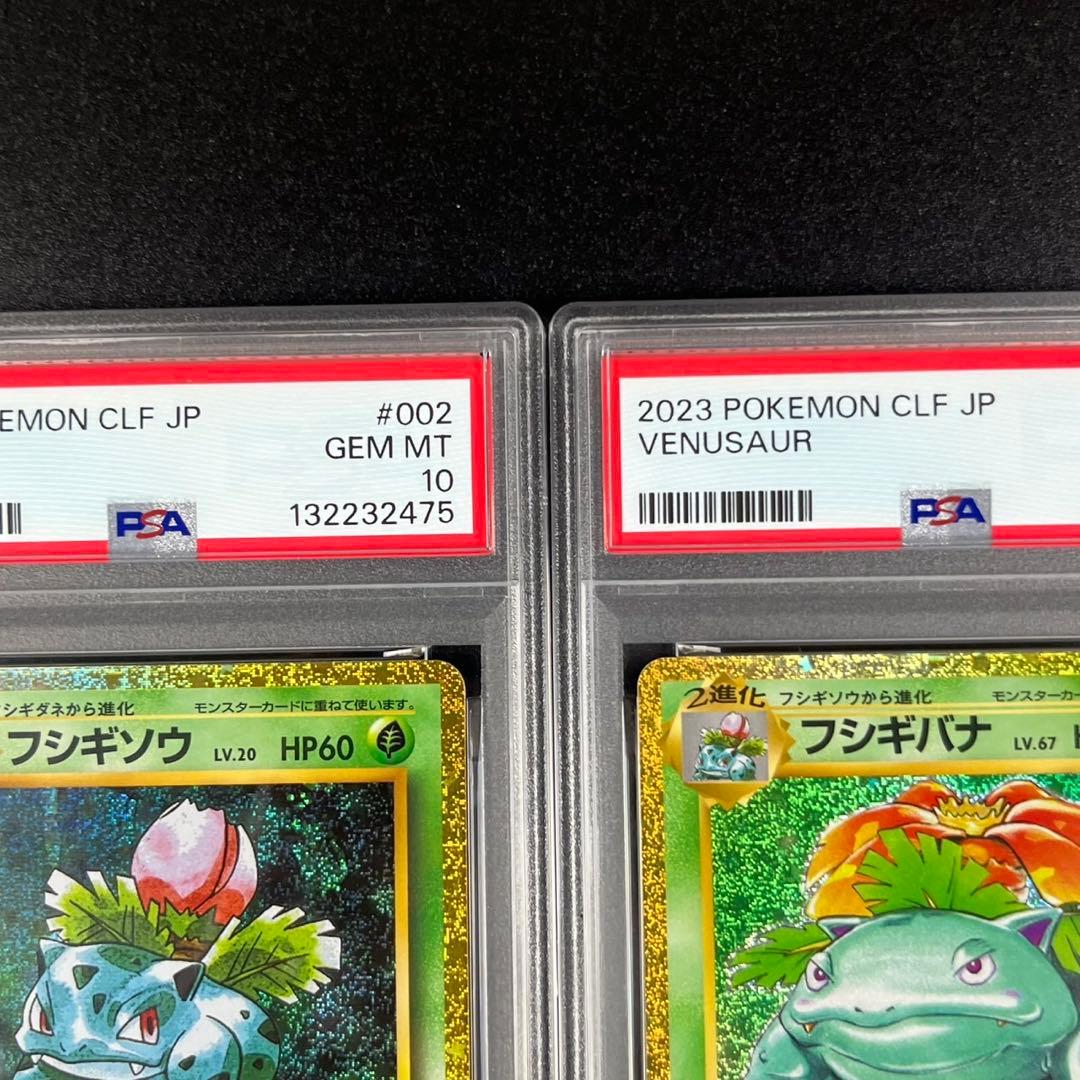 EMON CLF JP #002
GEM MT
10
132232475
PSA
2023 POKEMON CLF JP
VENUSAUR
PSA
シギダネから進化 モンスターカードに重ねて使います。
フシギソウ LV.20 HP60
2進化 フシギソウから進化 モンスターカー
フシギバナ LV.67